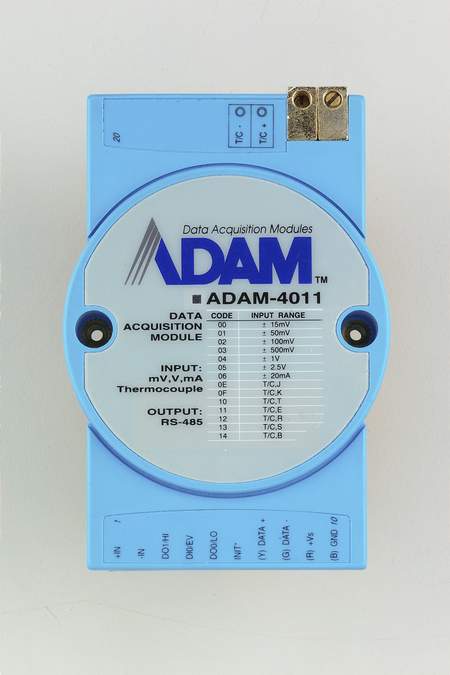 20
T/C -
T/C +
Data Acquisition Modules
ADAM™
ADAM-4011
DATA
ACQUISITION
MODULE
INPUT:
mV,V,mA
Thermocouple
OUTPUT:
RS-485
CODE INPUT RANGE
00 ± 15mV
01 ± 50mV
02 ± 100mV
03 ± 500mV
04 ± 1V
05 ± 2.5V
06 ± 20mA
0E T/C,J
0F T/C,K
10 T/C,T
11 T/C,E
12 T/C,R
13 T/C,S
14 T/C,B
+IN 1
-IN
DO1/HI
DI0/EV
DO0/LO
INIT*
(Y) DATA +
(G) DATA -
(R) +Vs
(B) GND 10